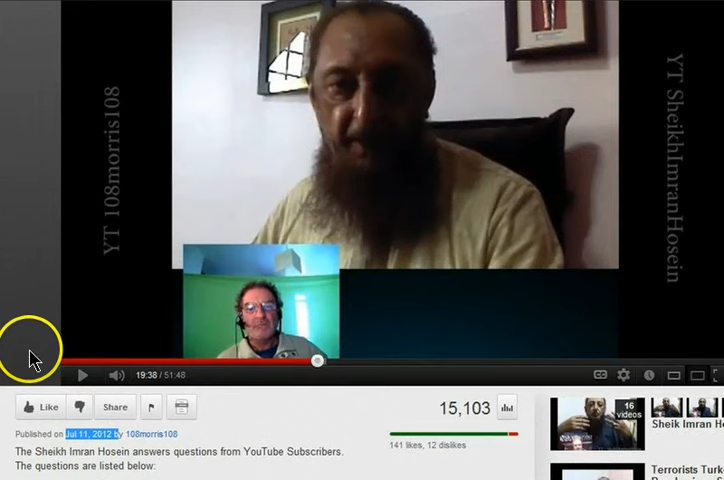 YT 108morris108
YT SheikhImranHosein
19:38 / 51:48
CC
Like
Share
15,103
16
videos
Sheik Imran Ho
Published on Jul 11, 2012 by 108morris108
141 likes, 12 dislikes
The Sheikh Imran Hosein answers questions from YouTube Subscribers.
The questions are listed below:
Terrorists Turk